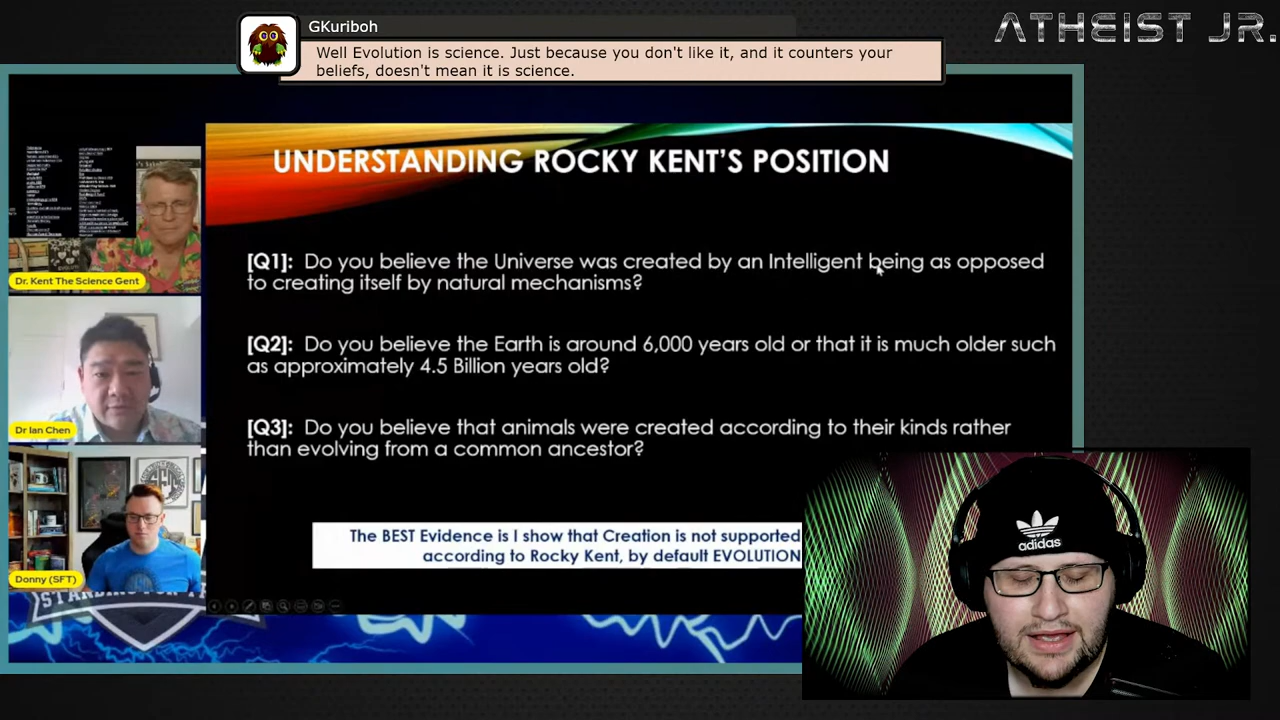 GKuriboh
Well Evolution is science. Just because you don't like it, and it counters your
beliefs, doesn't mean it is science.
ATHEIST JR.
UNDERSTANDING ROCKY KENT'S POSITION
[Q1]: Do you believe the Universe was created by an Intelligent being as opposed
to creating itself by natural mechanisms?
[Q2]: Do you believe the Earth is around 6,000 years old or that it is much older such
as approximately 4.5 Billion years old?
[Q3]: Do you believe that animals were created according to their kinds rather
than evolving from a common ancestor?
The BEST Evidence is I show that Creation is not supported
according to Rocky Kent, by default EVOLUTION
Dr. Kent The Science Gent
Dr Ian Chen
Donny (SFT)
adidas